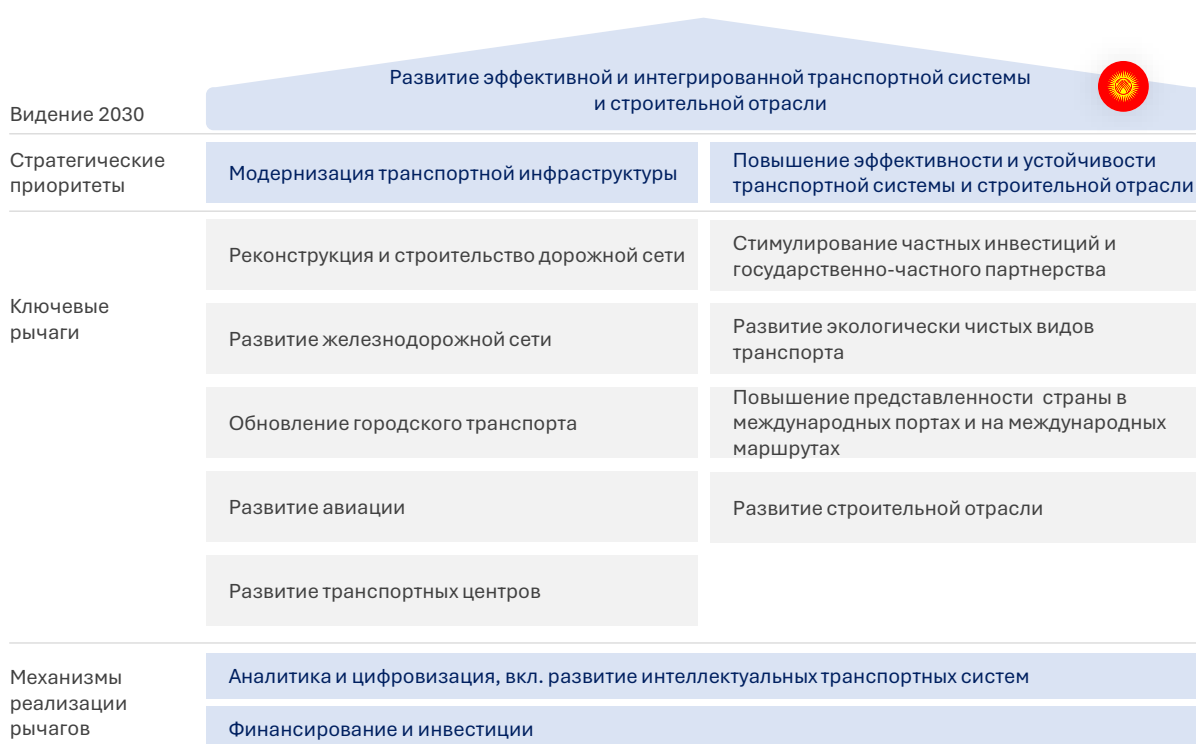 Развитие эффективной и интегрированной транспортной системы
и строительной отрасли
Видение 2030
Стратегические
приоритеты
Модернизация транспортной инфраструктуры
Повышение эффективности и устойчивости
транспортной системы и строительной отрасли
Ключевые
рычаги
Реконструкция и строительство дорожной сети
Стимулирование частных инвестиций и
государственно-частного партнерства
Развитие железнодорожной сети
Развитие экологически чистых видов
транспорта
Обновление городского транспорта
Повышение представленности страны в
международных портах и на международных
маршрутах
Развитие авиации
Развитие строительной отрасли
Развитие транспортных центров
Механизмы
реализации
рычагов
Аналитика и цифровизация, вкл. развитие интеллектуальных транспортных систем
Финансирование и инвестиции